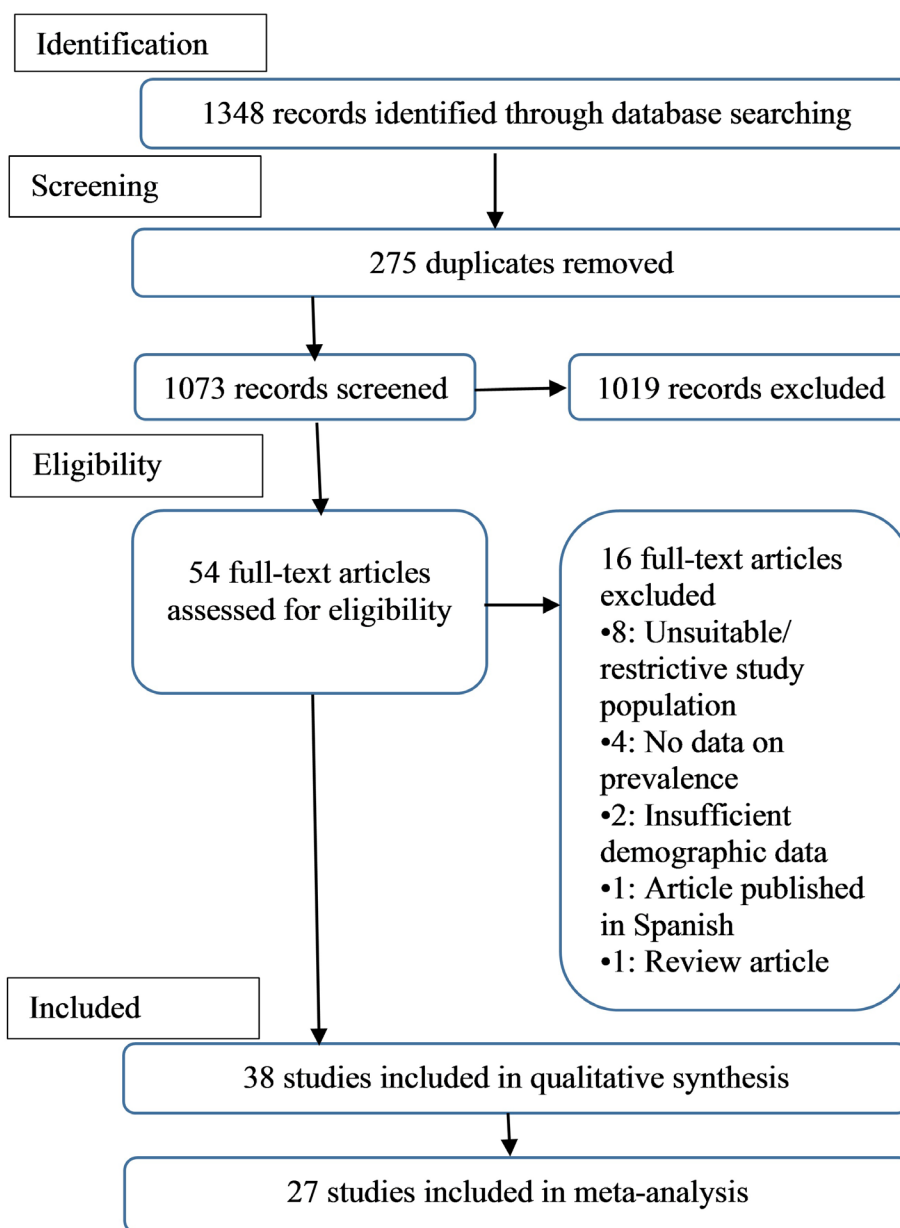 Identification
1348 records identified through database searching
Screening
275 duplicates removed
1073 records screened
1019 records excluded
Eligibility
54 full-text articles
assessed for eligibility
16 full-text articles
excluded
•8: Unsuitable/
restrictive study
population
•4: No data on
prevalence
•2: Insufficient
demographic data
•1: Article published
in Spanish
•1: Review article
Included
38 studies included in qualitative synthesis
27 studies included in meta-analysis